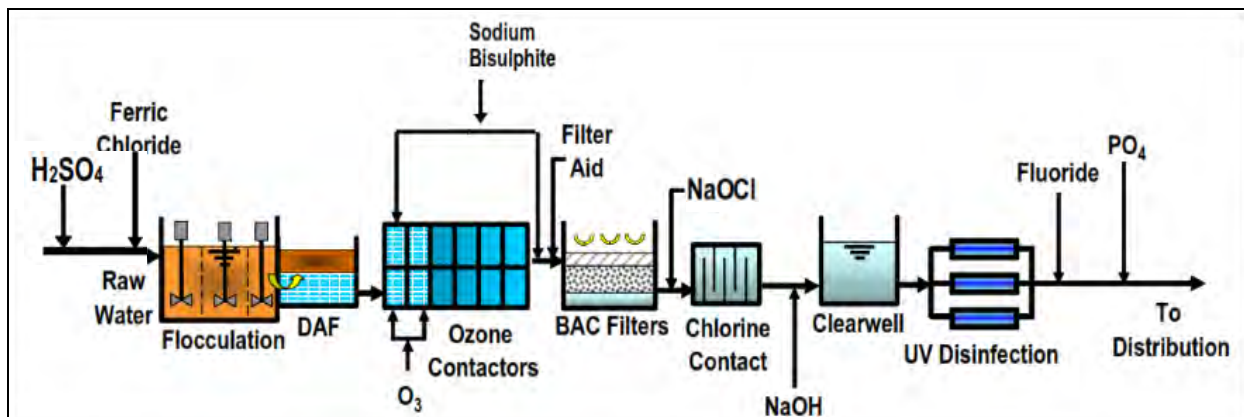 Sodium
Bisulphite
Ferric
Chloride
H₂SO₄
Filter
Aid
NaOCl
PO₄
Fluoride
Raw
Water
Flocculation
DAF
Ozone
Contactors
O₃
BAC Filters
Chlorine
Contact
NaOH
Clearwell
UV Disinfection
To
Distribution